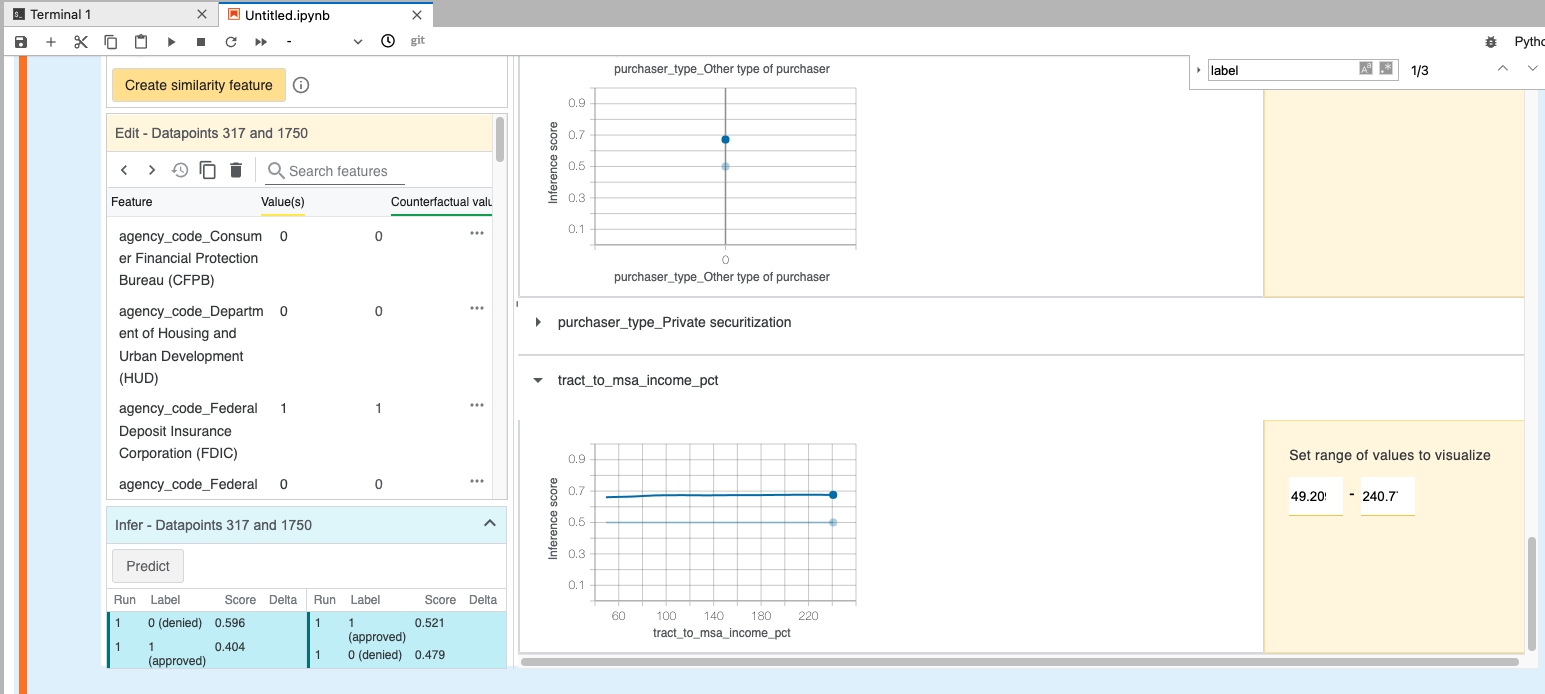 Terminal 1
Untitled.ipynb
git
label
1/3
Create similarity feature
Edit - Datapoints 317 and 1750
Search features
Feature Value(s) Counterfactual valu
agency_code_Consum 0 0
er Financial Protection
Bureau (CFPB)
agency_code_Departm 0 0
ent of Housing and
Urban Development
(HUD)
agency_code_Federal 1 1
Deposit Insurance
Corporation (FDIC)
agency_code_Federal 0 0
Infer - Datapoints 317 and 1750
Predict
Run Label Score Delta Run Label Score Delta
1 0 (denied) 0.596
1 1 0.404
(approved)
1 1 0.521
(approved)
1 0 (denied) 0.479
purchaser_type_Other type of purchaser
Inference score
0.9
0.7
0.5
0.3
0.1
0
purchaser_type_Other type of purchaser
purchaser_type_Private securitization
tract_to_msa_income_pct
Inference score
0.9
0.7
0.5
0.3
0.1
60 100 140 180 220
tract_to_msa_income_pct
Set range of values to visualize
49.20 - 240.7